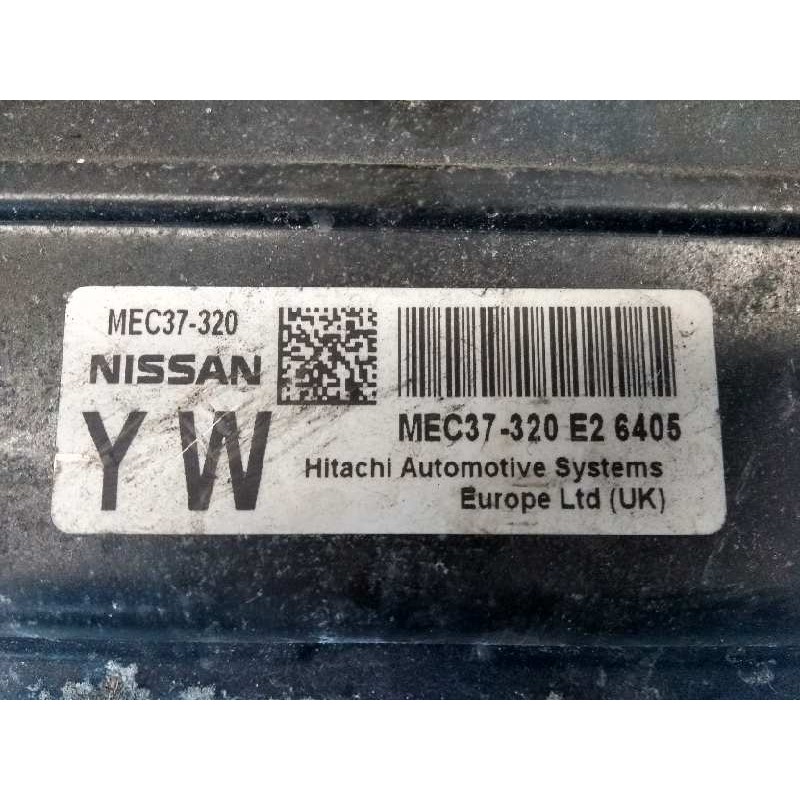 MEC37-320
NISSAN
YW
MEC37-320 E2 6405
Hitachi Automotive Systems
Europe Ltd (UK)